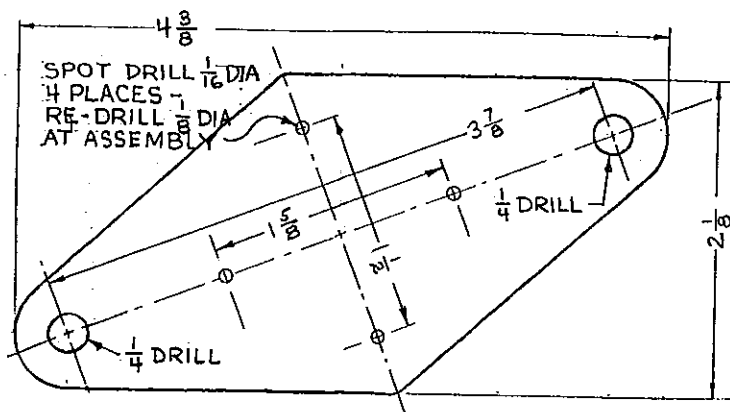 4 3/8
SPOT DRILL 1/16 DIA
4 PLACES -
RE-DRILL 1/8 DIA
AT ASSEMBLY
3 7/8
1 5/8
1/4 DRILL
2 1/8
1/4 DRILL